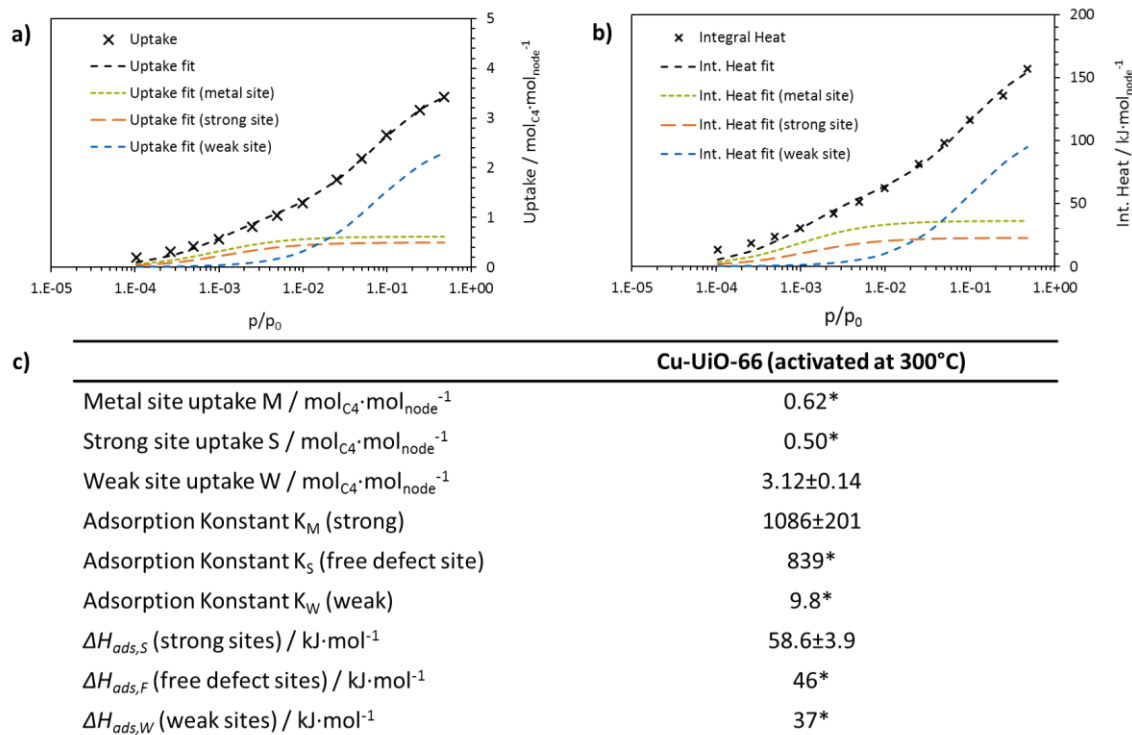 a)
Uptake
Uptake fit
Uptake fit (metal site)
Uptake fit (strong site)
Uptake fit (weak site)
5
4
3
2
1
0
Uptake / mol_C4·mol_node^-1
1.E-05 1.E-04 1.E-03 1.E-02 1.E-01 1.E+00
p/p_0
b)
Integral Heat
Int. Heat fit
Int. Heat fit (metal site)
Int. Heat fit (strong site)
Int. Heat fit (weak site)
200
150
100
50
0
Int. Heat / kJ·mol_node^-1
1.E-05 1.E-04 1.E-03 1.E-02 1.E-01 1.E+00
p/p_0
c)
Cu-UiO-66 (activated at 300°C)
Metal site uptake M / mol_C4·mol_node^-1 0.62*
Strong site uptake S / mol_C4·mol_node^-1 0.50*
Weak site uptake W / mol_C4·mol_node^-1 3.12±0.14
Adsorption Konstant K_M (strong) 1086±201
Adsorption Konstant K_S (free defect site) 839*
Adsorption Konstant K_W (weak) 9.8*
ΔH_ads,S (strong sites) / kJ·mol^-1 58.6±3.9
ΔH_ads,F (free defect sites) / kJ·mol^-1 46*
ΔH_ads,W (weak sites) / kJ·mol^-1 37*